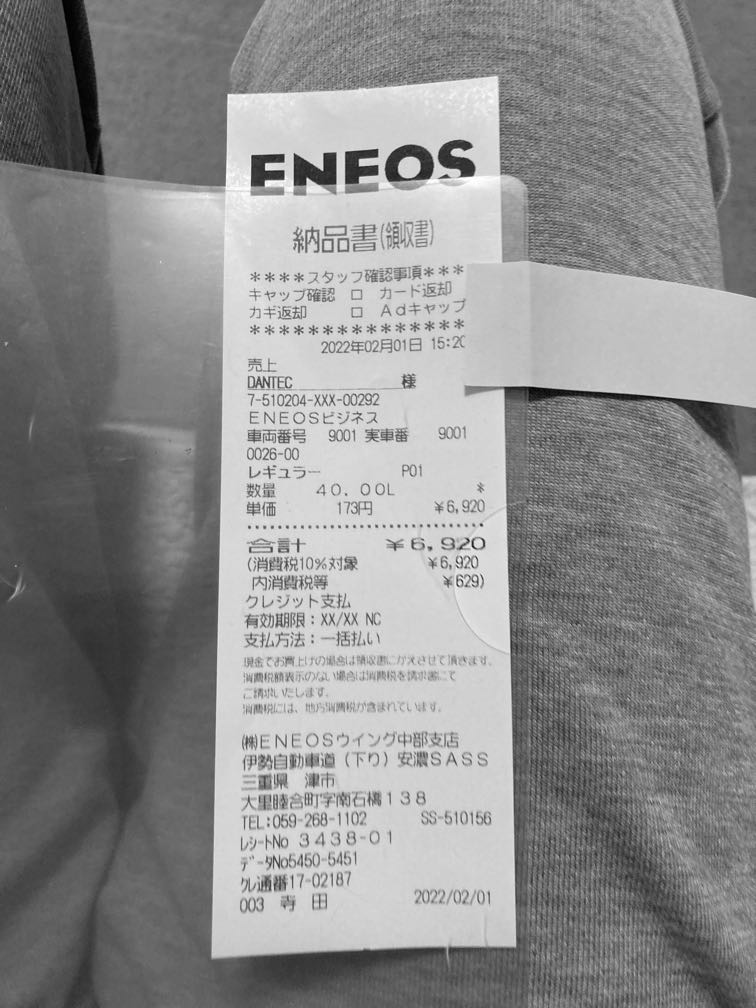 ENEOS
納品書(領収書)
****スタッフ確認事項***
キャップ確認 □ カード返却
カギ返却 □ Adキャップ
***************
2022年02月01日 15:20
売上
DANTEC 様
7-510204-XXX-00292
ENEOSビジネス
車両番号 9001 実車番 9001
0026-00
レギュラー P01
数量 40.00L *
単価 173円 ¥6,920
合計 ¥6,920
(消費税10%対象 ¥6,920
内消費税等 ¥629)
クレジット支払
有効期限:XX/XX NC
支払方法:一括払い
現金でお買上げの場合は領収書にかえさせて頂きます。
消費税額表示のない場合は消費税を請求書にて
ご請求いたします。
消費税には、地方消費税が含まれています。
㈱ENEOSウイング中部支店
伊勢自動車道(下り)安濃SASS
三重県 津市
大里睦合町字南石橋138
TEL:059-268-1102 SS-510156
レシートNo 3438-01
データNo5450-5451
クレ通番17-02187
003 寺田 2022/02/01